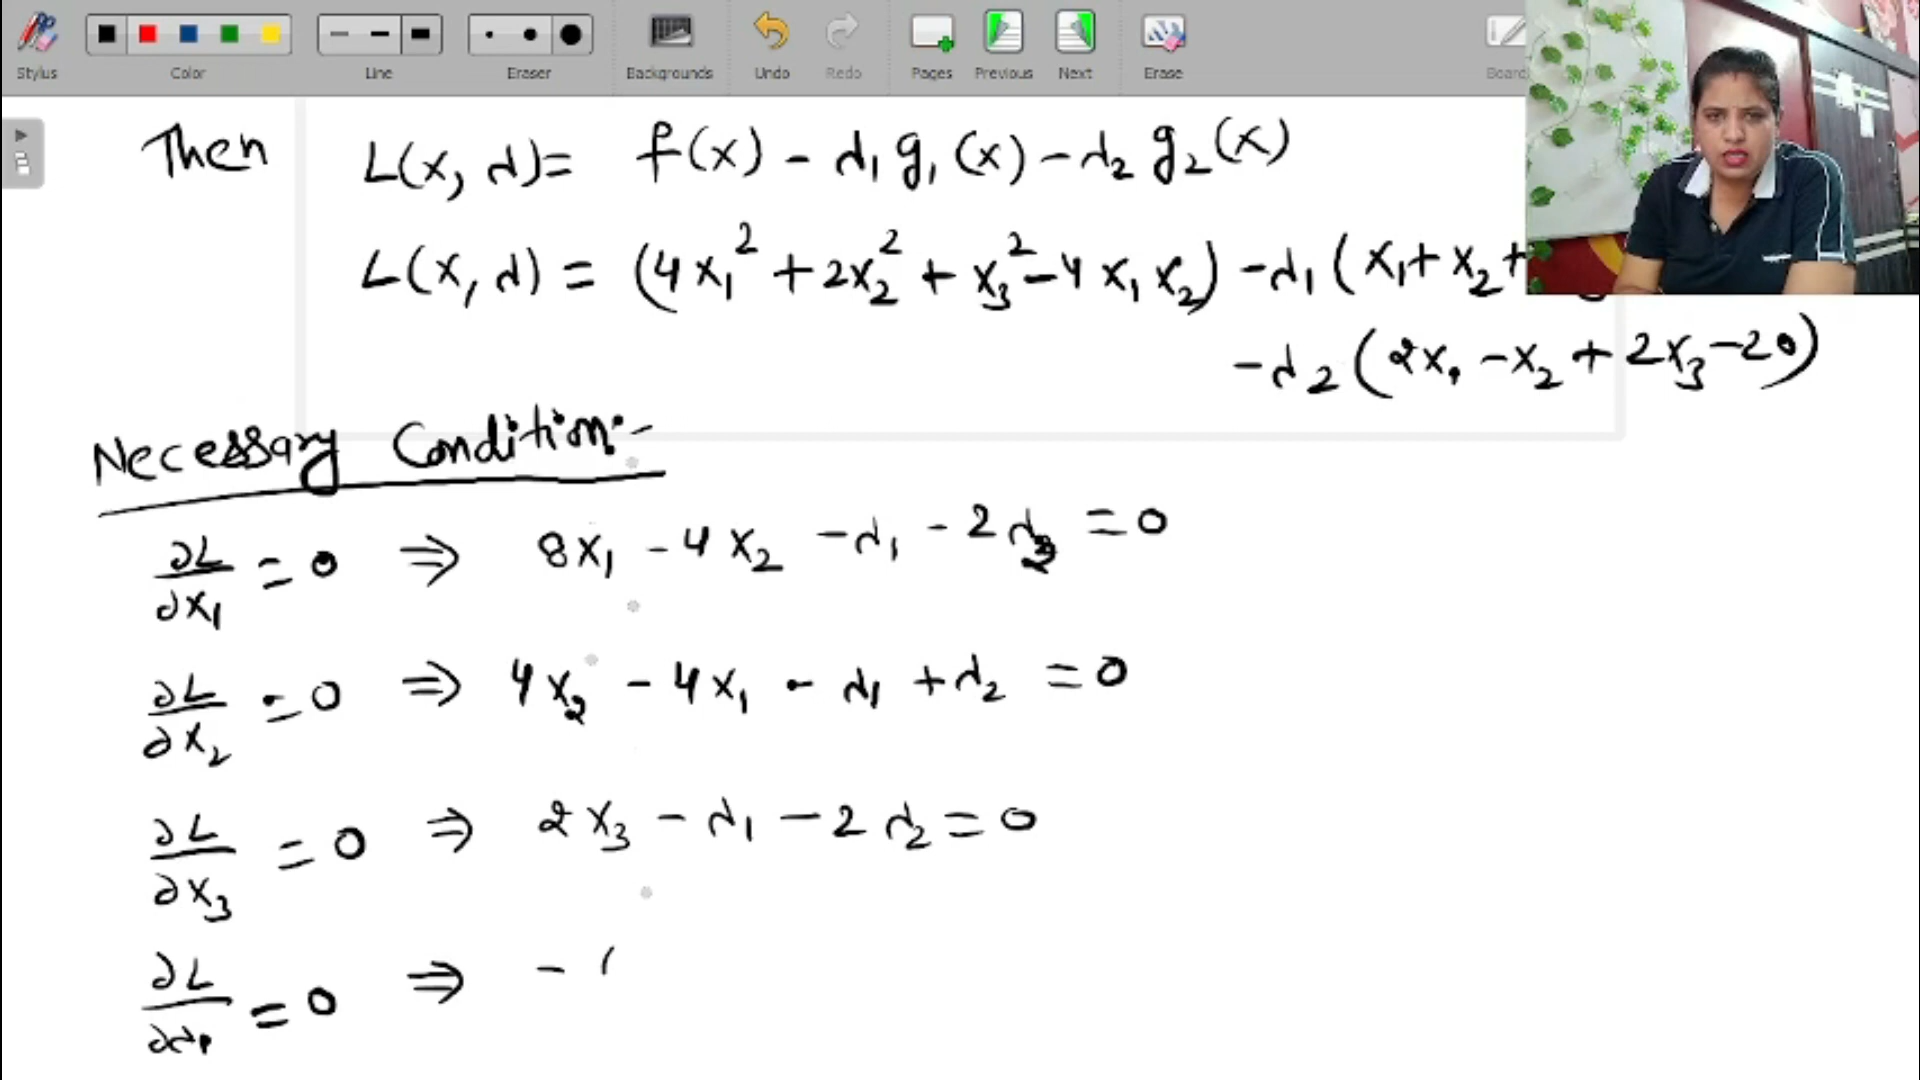 Stylus Color Line Eraser Backgrounds Undo Redo Pages Previous Next Erase Board
Then L(x, λ) = f(x) - λ₁ g₁(x) - λ₂ g₂(x)
L(x, λ) = (4x₁² + 2x₂² + x₃² - 4x₁x₂) - λ₁(x₁ + x₂ +
- λ₂(2x₁ - x₂ + 2x₃ - 20)
Necessary Condition:-
∂L/∂x₁ = 0 ⇒ 8x₁ - 4x₂ - λ₁ - 2λ₂ = 0
∂L/∂x₂ = 0 ⇒ 4x₂ - 4x₁ - λ₁ + λ₂ = 0
∂L/∂x₃ = 0 ⇒ 2x₃ - λ₁ - 2λ₂ = 0
∂L/∂λ₁ = 0 ⇒ - (